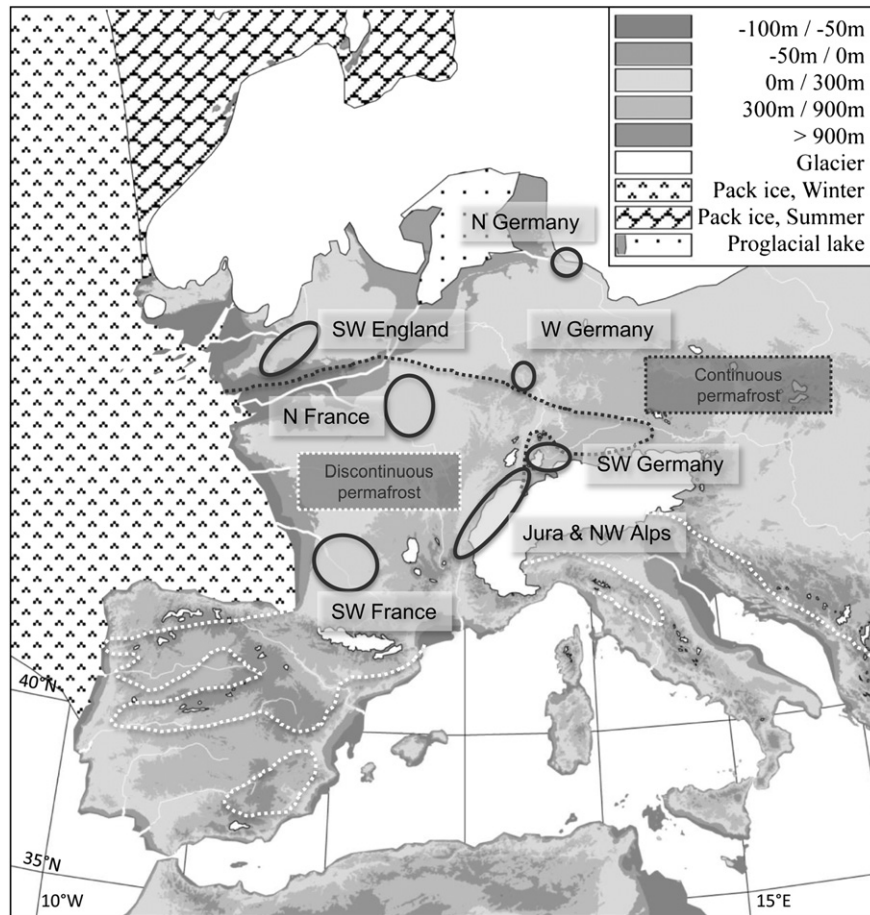 -100m / -50m
-50m / 0m
0m / 300m
300m / 900m
> 900m
Glacier
Pack ice, Winter
Pack ice, Summer
Proglacial lake
N Germany
SW England
W Germany
Continuous
permafrost
N France
Discontinuous
permafrost
SW Germany
Jura & NW Alps
SW France
40°N
35°N
10°W
15°E